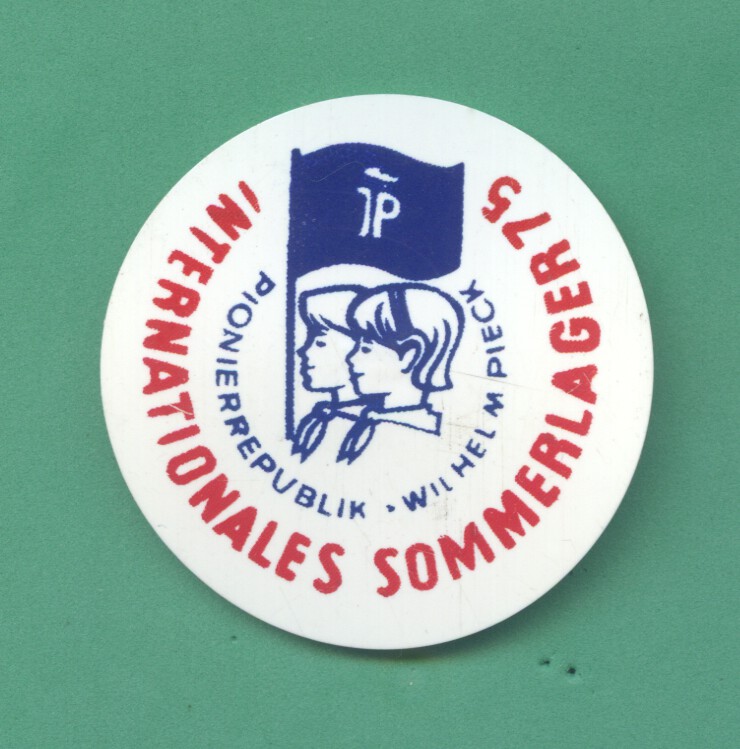 INTERNATIONALES SOMMERLAGER 75
PIONIERREPUBLIK · WILHELM PIECK
JP